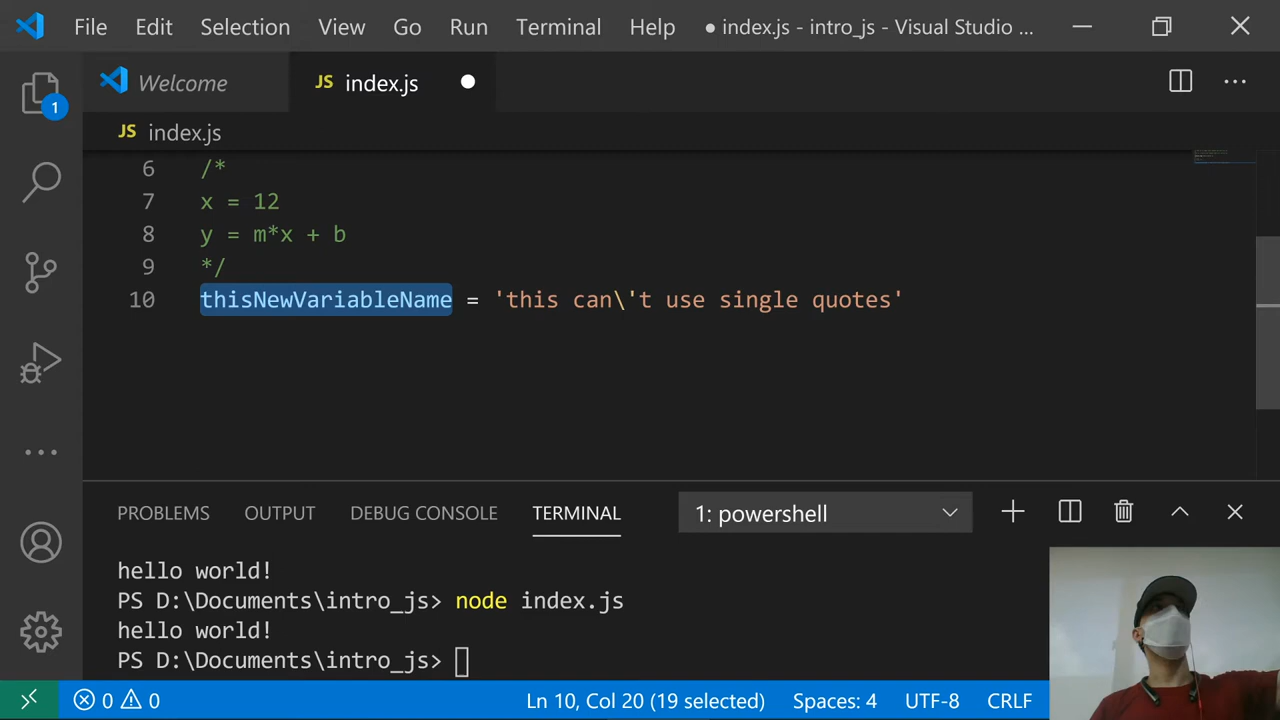 File Edit Selection View Go Run Terminal Help ● index.js - intro_js - Visual Studio ...
Welcome JS index.js
1
JS index.js
6 /*
7 x = 12
8 y = m*x + b
9 */
10 thisNewVariableName = 'this can\'t use single quotes'
PROBLEMS OUTPUT DEBUG CONSOLE TERMINAL 1: powershell
hello world!
PS D:\Documents\intro_js> node index.js
hello world!
PS D:\Documents\intro_js>
0 0 Ln 10, Col 20 (19 selected) Spaces: 4 UTF-8 CRLF